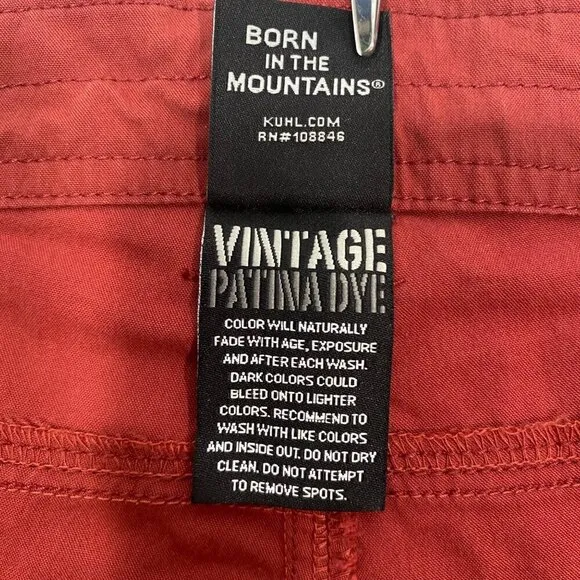 BORN
IN THE
MOUNTAINS®
KUHL.COM
RN#108846
VINTAGE
PATINA DYE
COLOR WILL NATURALLY
FADE WITH AGE, EXPOSURE
AND AFTER EACH WASH.
DARK COLORS COULD
BLEED ONTO LIGHTER
COLORS. RECOMMEND TO
WASH WITH LIKE COLORS
AND INSIDE OUT. DO NOT DRY
CLEAN. DO NOT ATTEMPT
TO REMOVE SPOTS.